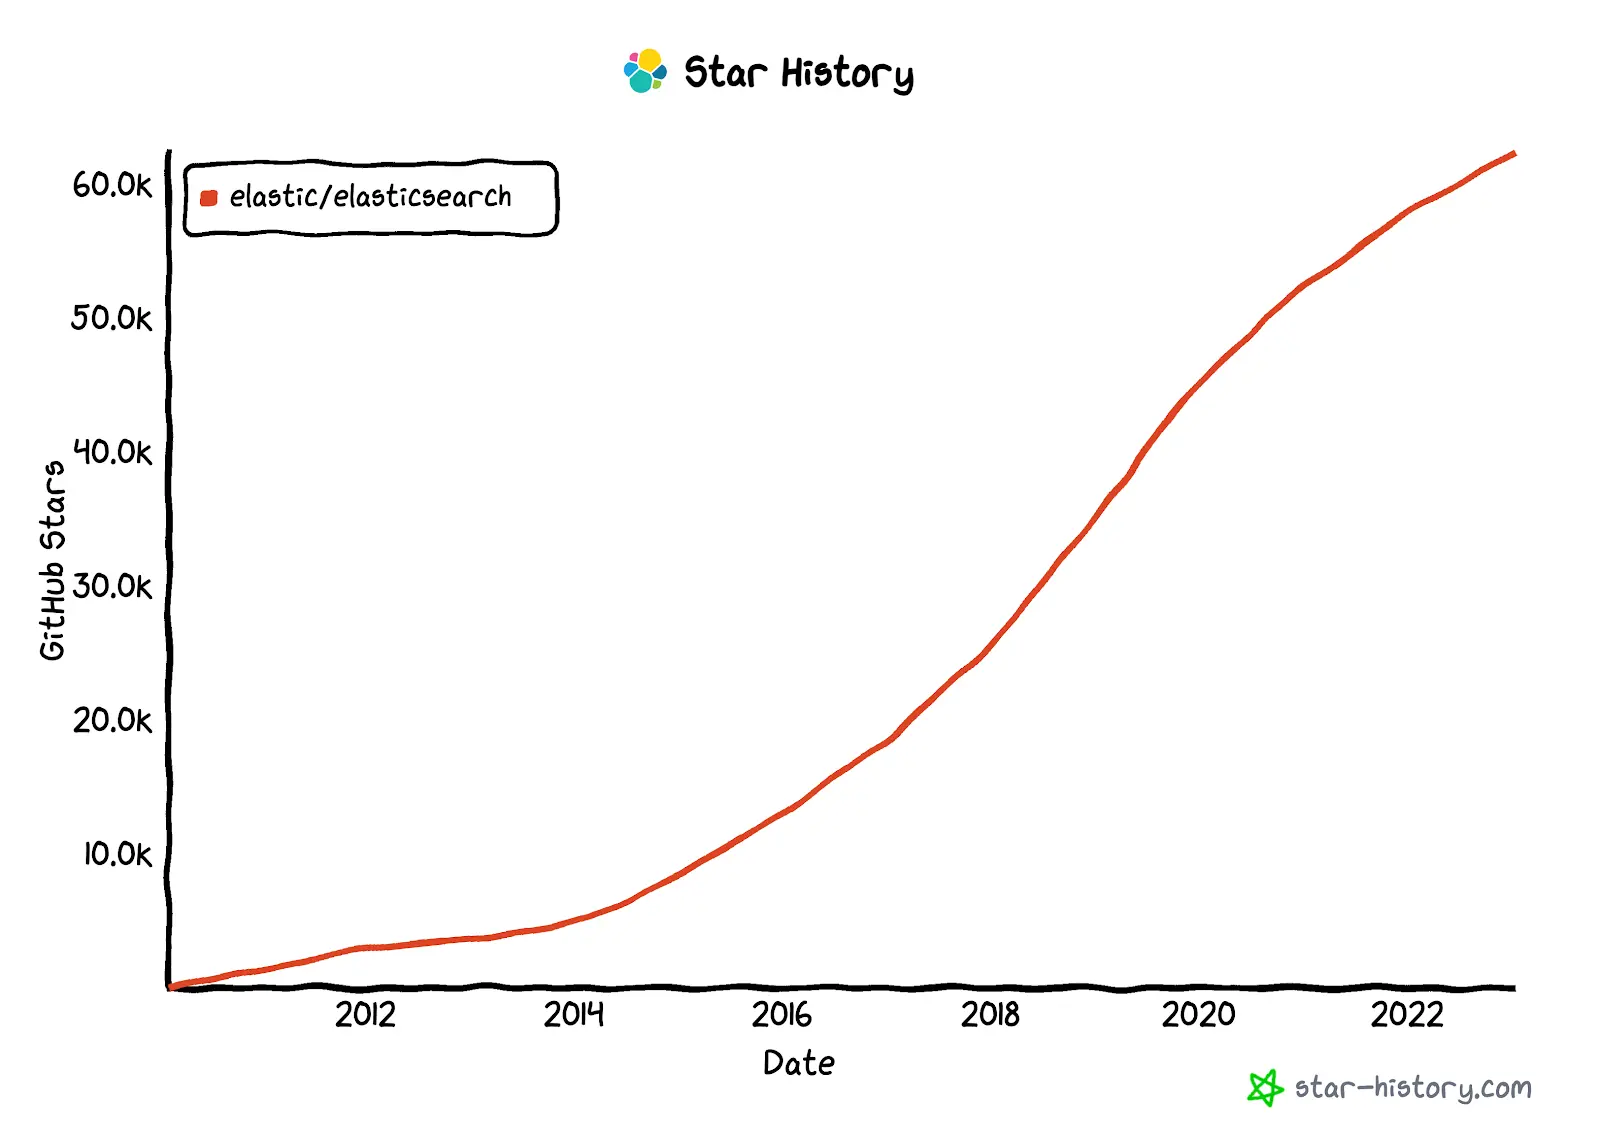 Star History
elastic/elasticsearch
60.0k
50.0k
40.0k
30.0k
20.0k
10.0k
GitHub Stars
2012 2014 2016 2018 2020 2022
Date
star-history.com